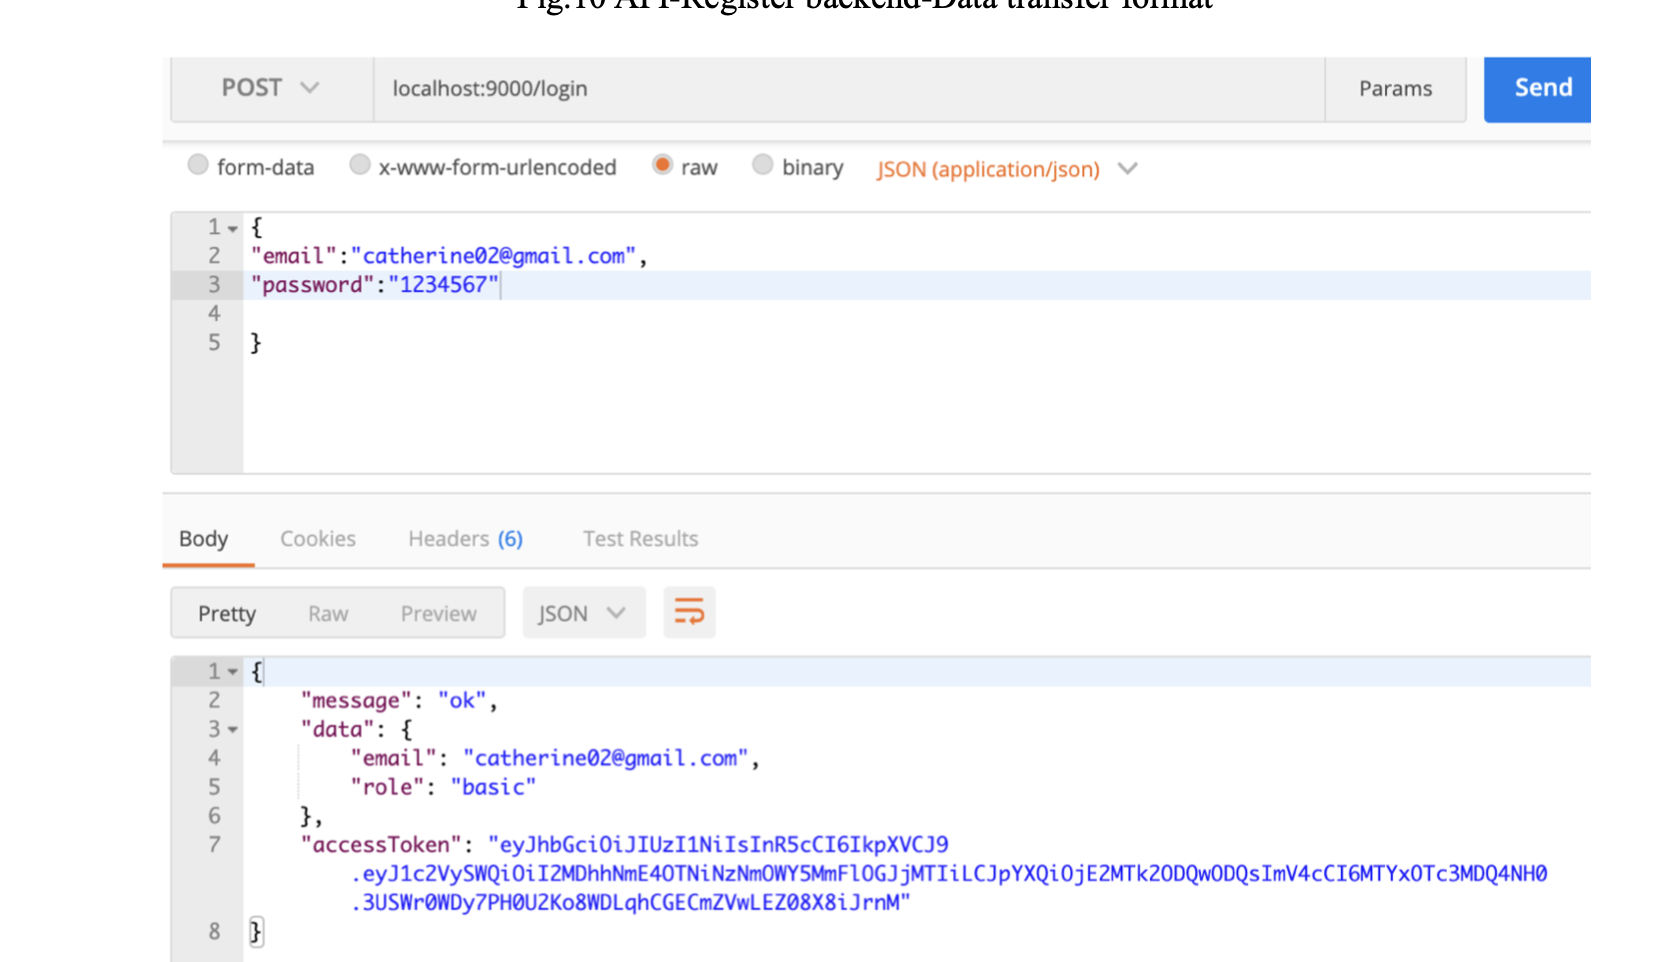 Fig.10 API-Register backend-Data transfer format
POST localhost:9000/login Params Send
form-data x-www-form-urlencoded raw binary JSON (application/json)
1 {
2 "email":"catherine02@gmail.com",
3 "password":"1234567"
4
5 }
Body Cookies Headers (6) Test Results
Pretty Raw Preview JSON
1 {
2 "message": "ok",
3 "data": {
4 "email": "catherine02@gmail.com",
5 "role": "basic"
6 },
7 "accessToken": "eyJhbGciOiJIUzI1NiIsInR5cCI6IkpXVCJ9
.eyJ1c2VySWQiOiI2MDhhNmE4OTNiNzNmOWY5MmFlOGJjMTIiLCJpYXQiOjE2MTk2ODQwODQsImV4cCI6MTYxOTc3MDQ4NH0
.3USWr0WDy7PH0U2Ko8WDLqhCGECmZVwLEZ08X8iJrnM"
8 }